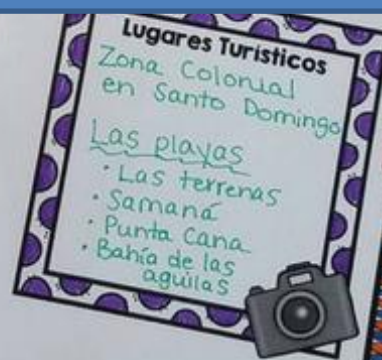 Lugares Turísticos
Zona Colonial
en Santo Domingo
Las playas
· Las terrenas
· Samaná
· Punta Cana
· Bahía de las
aguilas